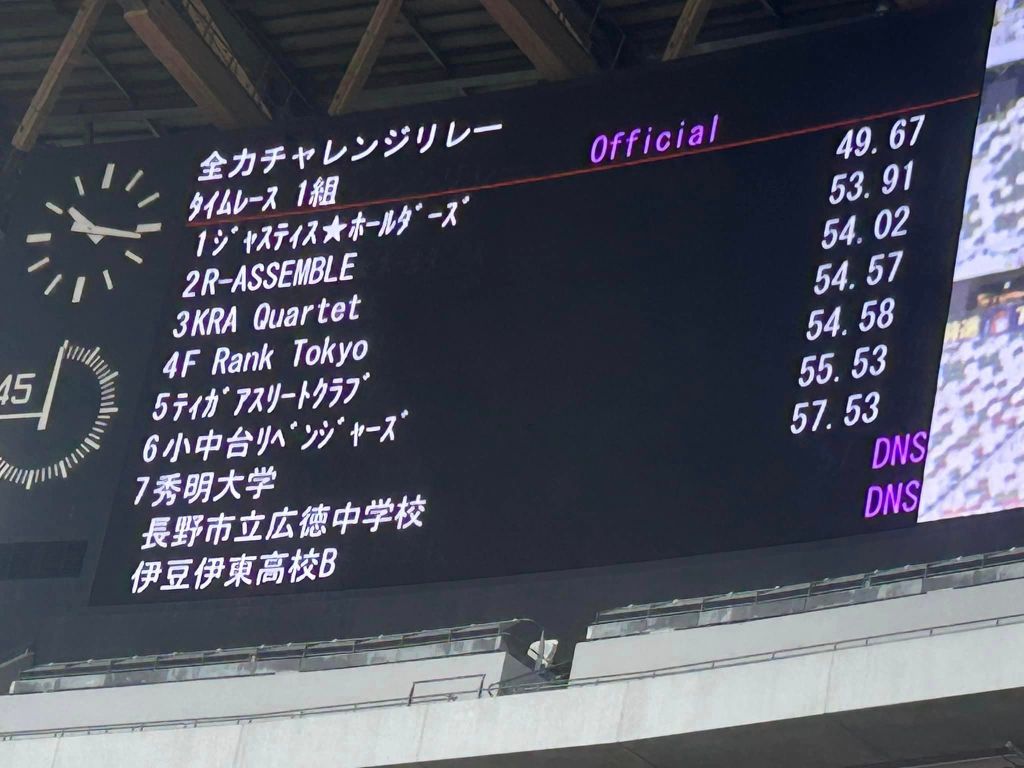 全力チャレンジリレー
タイムレース 1組 Official
1ジャスティス★ホールダーズ 49.67
2R-ASSEMBLE 53.91
3KRA Quartet 54.02
4F Rank Tokyo 54.57
5ティガアスリートクラブ 54.58
6小中台リベンジャーズ 55.53
7秀明大学 57.53
長野市立広徳中学校 DNS
伊豆伊東高校B DNS
45